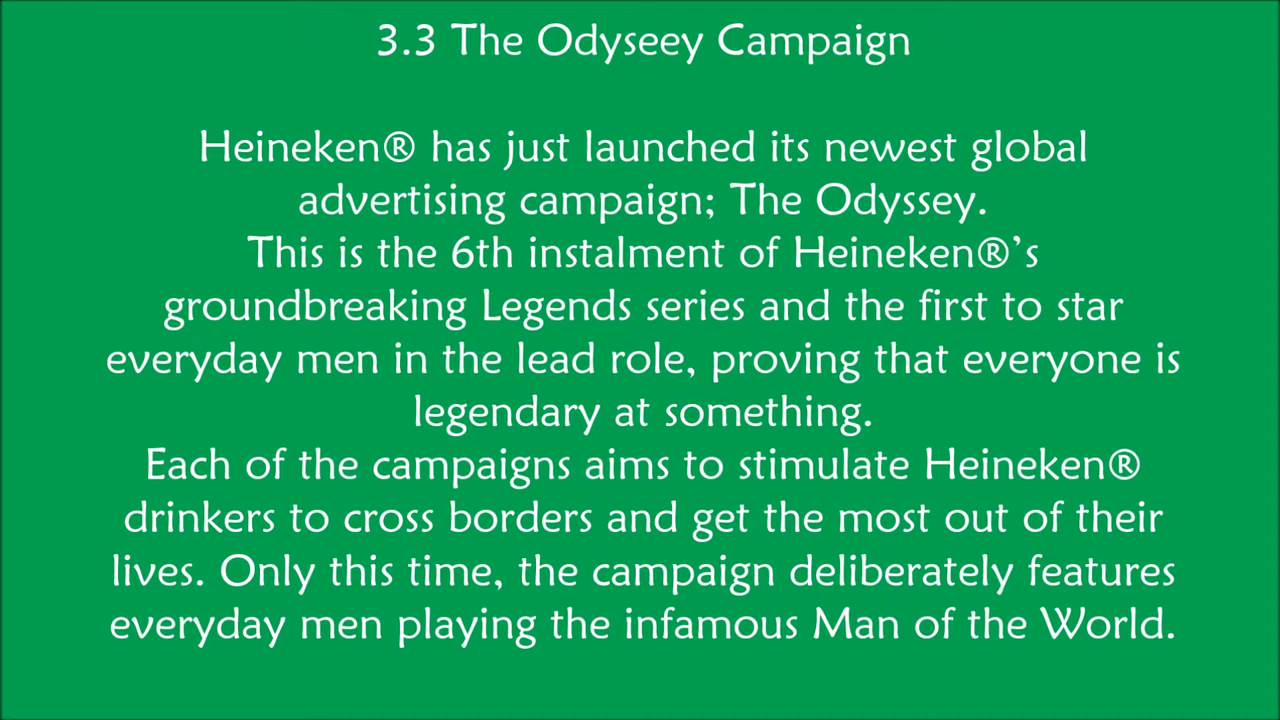 3.3 The Odyseey Campaign
Heineken® has just launched its newest global
advertising campaign; The Odyssey.
This is the 6th instalment of Heineken®’s
groundbreaking Legends series and the first to star
everyday men in the lead role, proving that everyone is
legendary at something.
Each of the campaigns aims to stimulate Heineken®
drinkers to cross borders and get the most out of their
lives. Only this time, the campaign deliberately features
everyday men playing the infamous Man of the World.